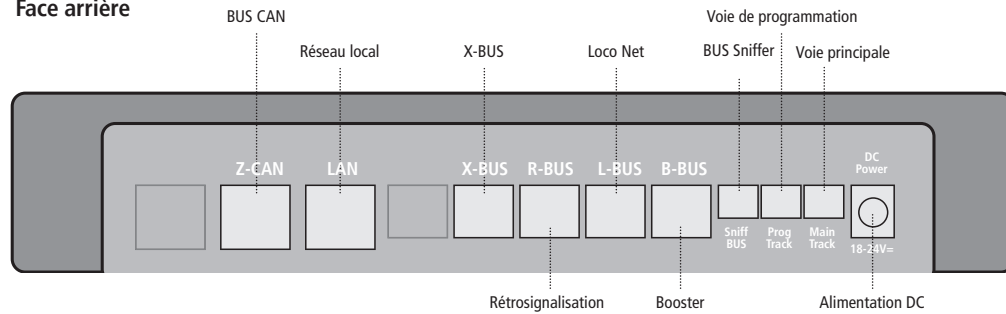 Face arrière
BUS CAN
Voie de programmation
Réseau local
X-BUS
Loco Net
BUS Sniffer
Voie principale
Z-CAN
LAN
X-BUS
R-BUS
L-BUS
B-BUS
DC
Power
Sniff
BUS
Prog
Track
Main
Track
18-24V=
Rétrosignalisation
Booster
Alimentation DC